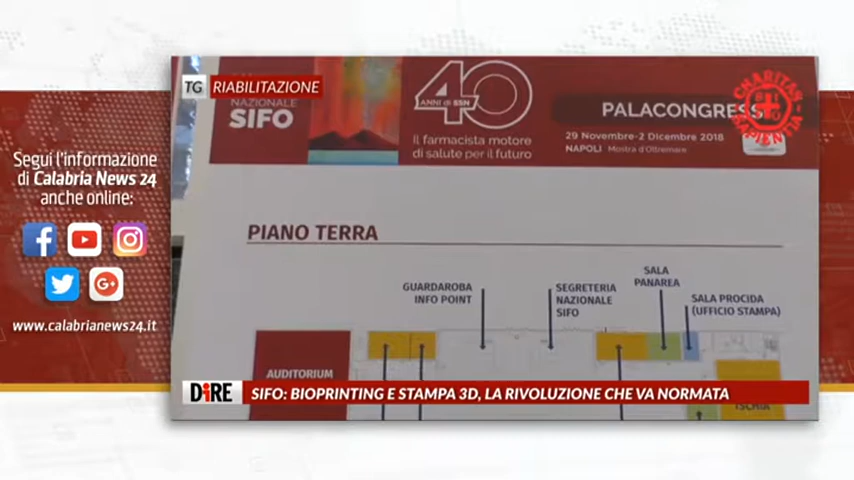 Segui l'informazione
di Calabria News 24
anche online:
www.calabrianews24.it
TG RIABILITAZIONE
NAZIONALE
SIFO
40
ANNI di SSN
Il farmacista motore
di salute per il futuro
PALACONGRESS
29 Novembre-2 Dicembre 2018
NAPOLI Mostra d'Oltremare
CHARITAS
SAPIENTIA
PIANO TERRA
GUARDAROBA
INFO POINT
SEGRETERIA
NAZIONALE
SIFO
SALA
PANAREA
SALA PROCIDA
(UFFICIO STAMPA)
AUDITORIUM
DiRE
SIFO: BIOPRINTING E STAMPA 3D, LA RIVOLUZIONE CHE VA NORMATA
ISCHIA